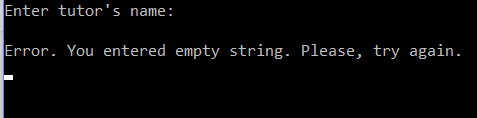 Enter tutor's name:
Error. You entered empty string. Please, try again.